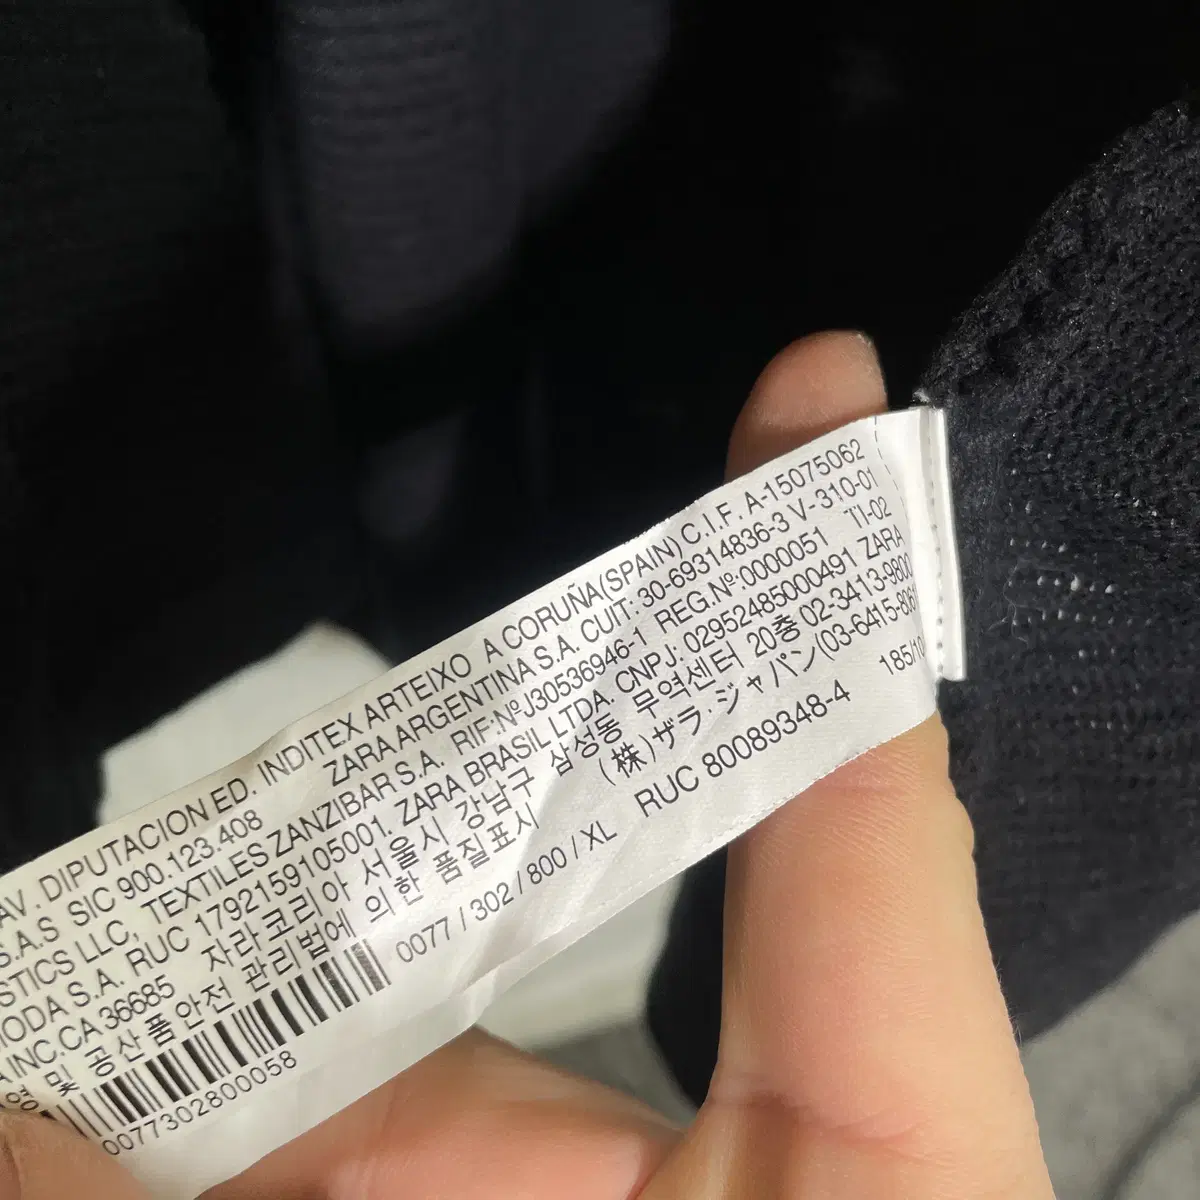 AV. DIPUTACION ED. INDITEX ARTEIXO A CORUÑA(SPAIN) C.I.F. A-15075062
S.A.S SIC 900.123.408 ZARA ARGENTINA S.A. CUIT: 30-69314836-3 V-310-01
LLC, TEXTILES ZANZIBAR S.A. RIF:Nº J30536946-1 REG.Nº:0000051 TI-02
S.A. RUC 1792159105001. ZARA BRASIL LTDA. CNPJ: 02952485000491 ZARA
INC. CA 36685 자라코리아 서울시 강남구 삼성동 무역센터 20층 02-3413-9800
및 공산품안전 관리법에 의한 품질표시 (株)ザラ・ジャパン(03-6415-806
0077 / 302 / 800 / XL RUC 80089348-4 185/10
0077302800058